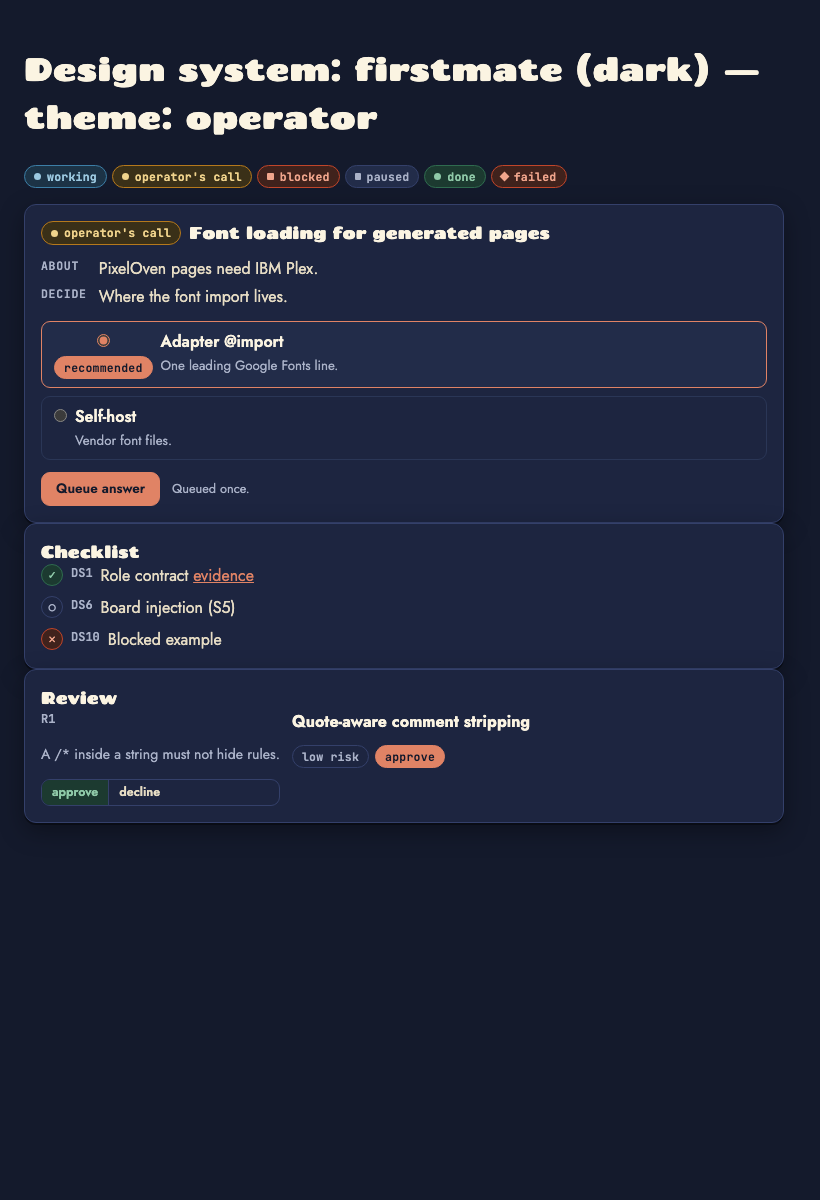 Design system: firstmate (dark) —
theme: operator
working operator's call blocked paused done failed
operator's call Font loading for generated pages
ABOUT PixelOven pages need IBM Plex.
DECIDE Where the font import lives.
Adapter @import
recommended One leading Google Fonts line.
Self-host
Vendor font files.
Queue answer Queued once.
Checklist
✓ DS1 Role contract evidence
○ DS6 Board injection (S5)
✕ DS10 Blocked example
Review
R1 Quote-aware comment stripping
A /* inside a string must not hide rules. low risk approve
approve decline